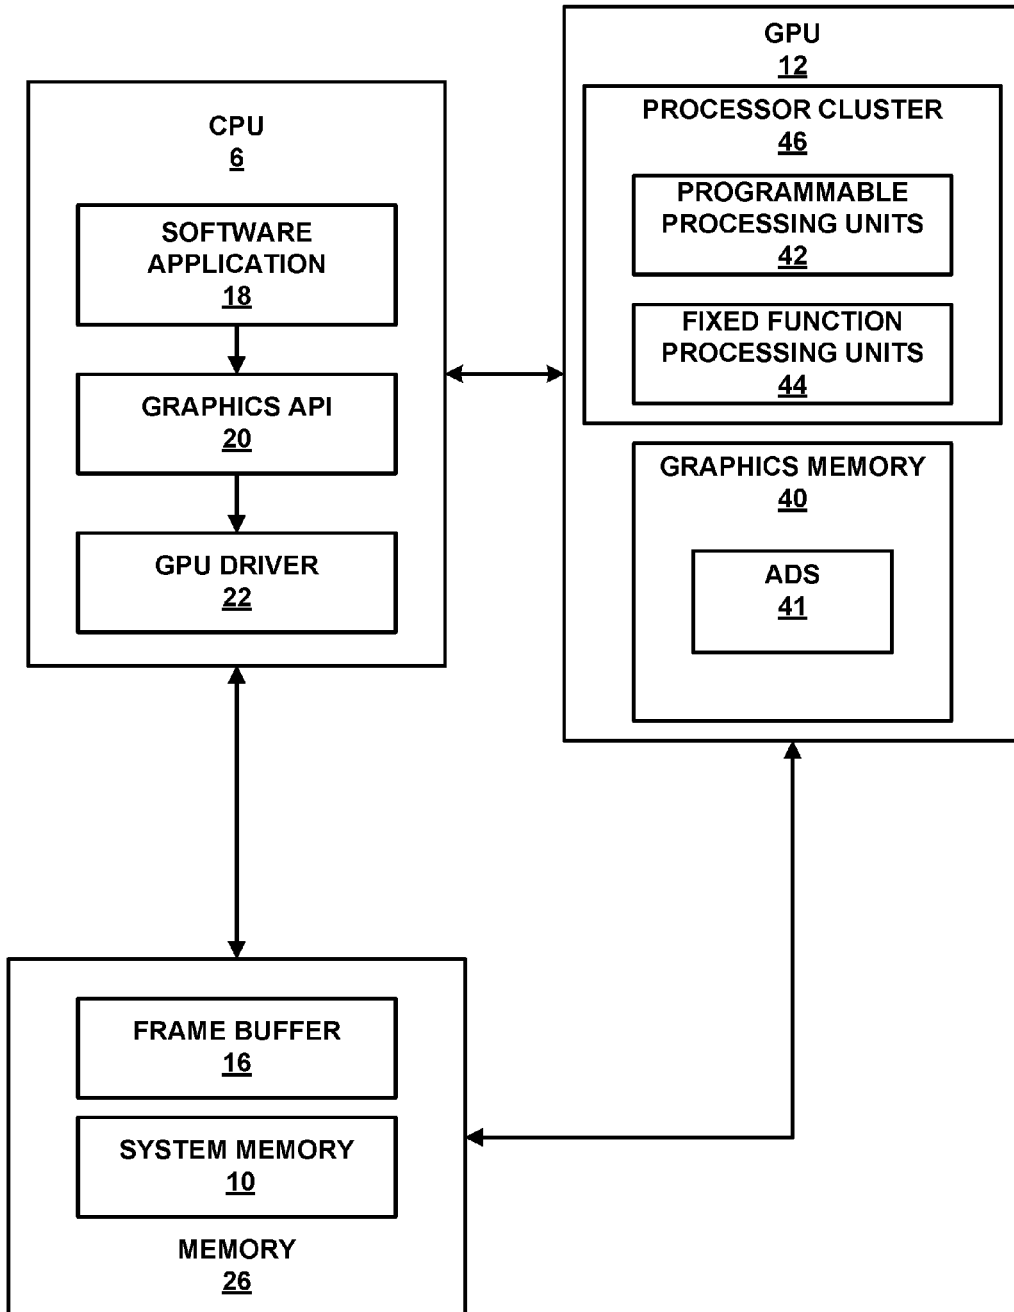 CPU
6
SOFTWARE
APPLICATION
18
GRAPHICS API
20
GPU DRIVER
22
GPU
12
PROCESSOR CLUSTER
46
PROGRAMMABLE
PROCESSING UNITS
42
FIXED FUNCTION
PROCESSING UNITS
44
GRAPHICS MEMORY
40
ADS
41
FRAME BUFFER
16
SYSTEM MEMORY
10
MEMORY
26